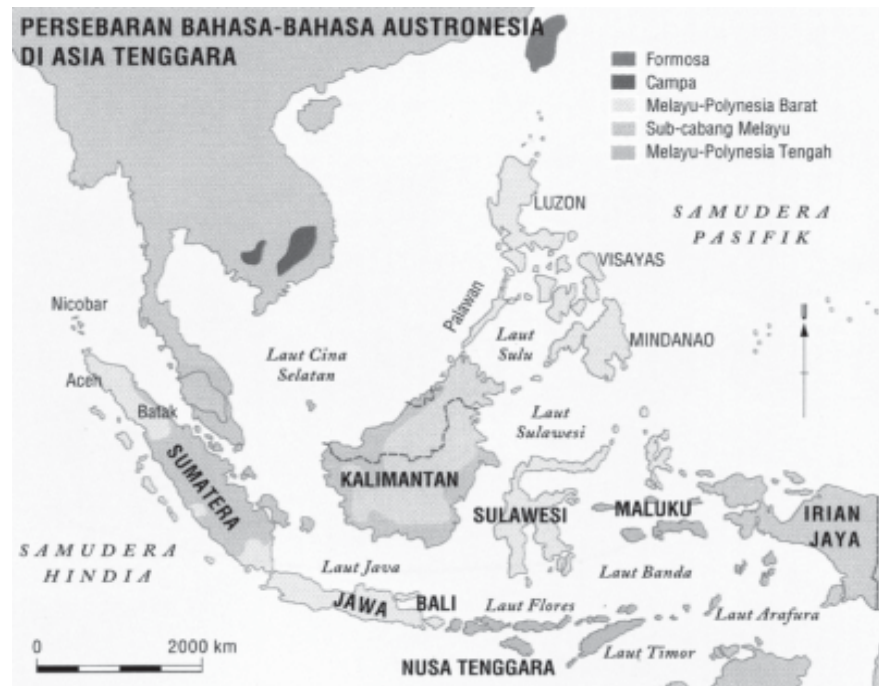 PERSEBARAN BAHASA-BAHASA AUSTRONESIA
DI ASIA TENGGARA
Formosa
Campa
Melayu-Polynesia Barat
Sub-cabang Melayu
Melayu-Polynesia Tengah
LUZON
SAMUDERA
PASIFIK
VISAYAS
Nicobar
Palawan
Laut
Sulu
MINDANAO
Laut Cina
Selatan
Aceh
Batak
Laut
Sulawesi
SUMATERA
KALIMANTAN
SULAWESI
MALUKU
IRIAN
JAYA
SAMUDERA
HINDIA
Laut Java
Laut Banda
JAWA
BALI
Laut Flores
Laut Arafura
0 2000 km
Laut Timor
NUSA TENGGARA